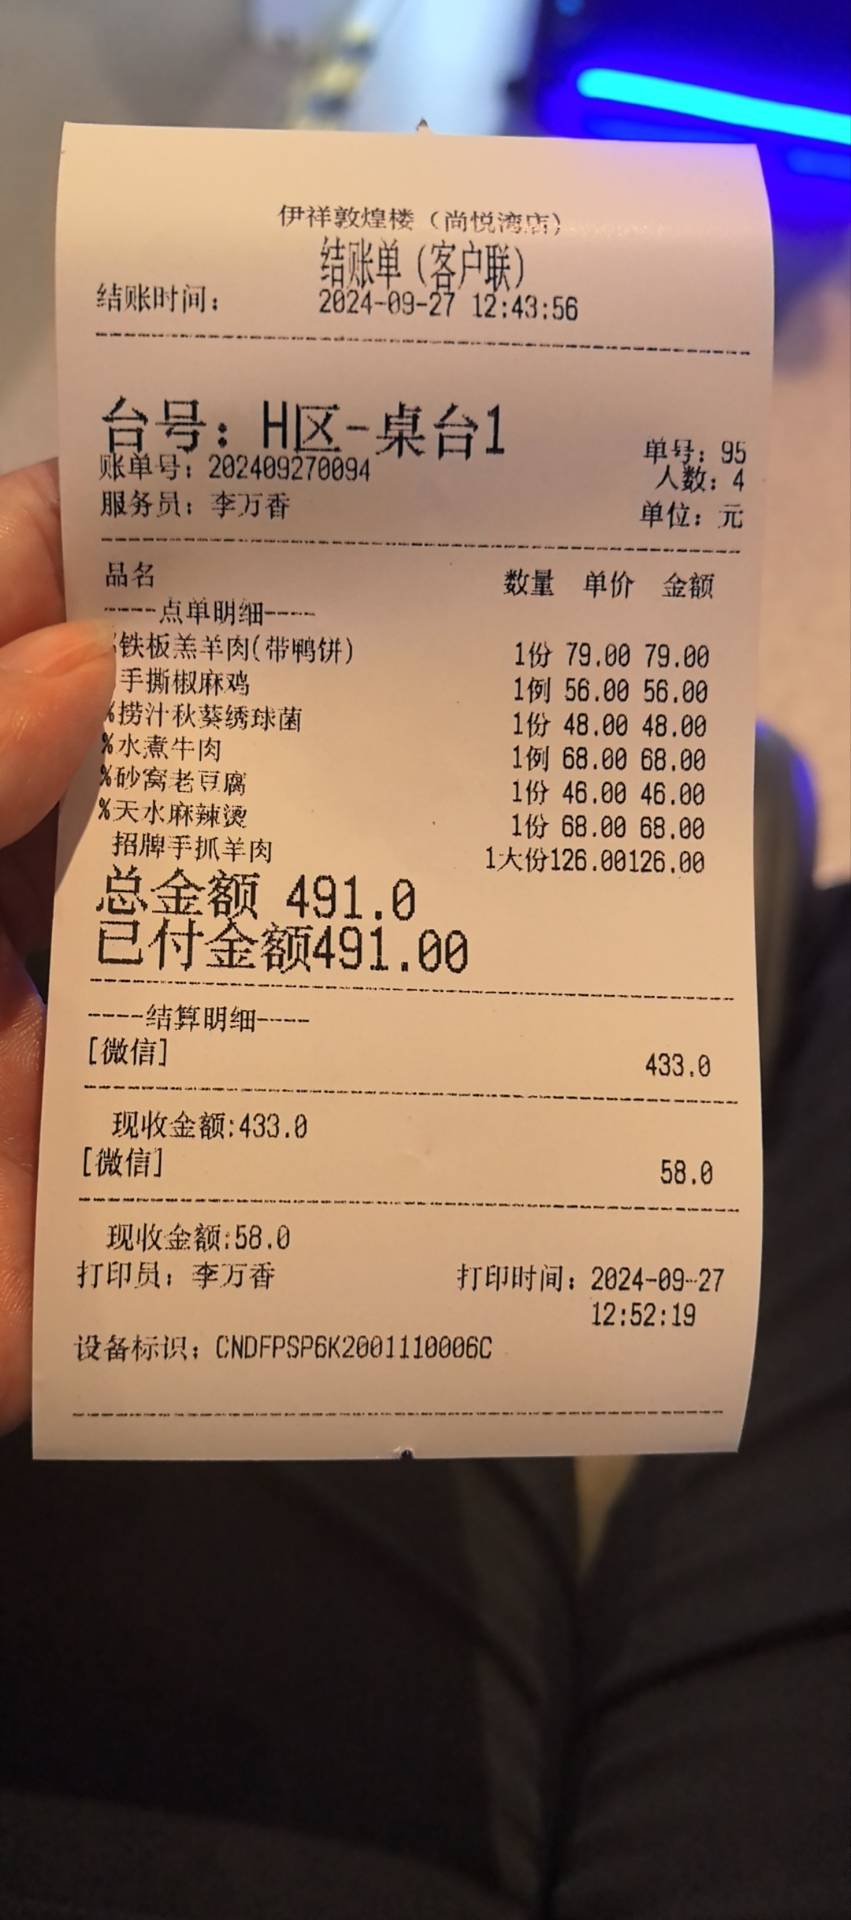 伊祥敦煌楼（尚悦湾店）
结账单（客户联）
结账时间： 2024-09-27 12:43:56
台号：H区-桌台1
单号：95
账单号：202409270094
人数：4
服务员：李万香
单位：元
品名 数量 单价 金额
----点单明细----
%铁板羔羊肉(带鸭饼) 1份 79.00 79.00
手撕椒麻鸡 1例 56.00 56.00
%捞汁秋葵绣球菌 1份 48.00 48.00
%水煮牛肉 1例 68.00 68.00
%砂窝老豆腐 1份 46.00 46.00
%天水麻辣烫 1份 68.00 68.00
招牌手抓羊肉 1大份126.00126.00
总金额 491.0
已付金额491.00
----结算明细----
[微信] 433.0
现收金额:433.0
[微信] 58.0
现收金额:58.0
打印员：李万香 打印时间：2024-09-27
12:52:19
设备标识：CNDFPSP6K2001110006C